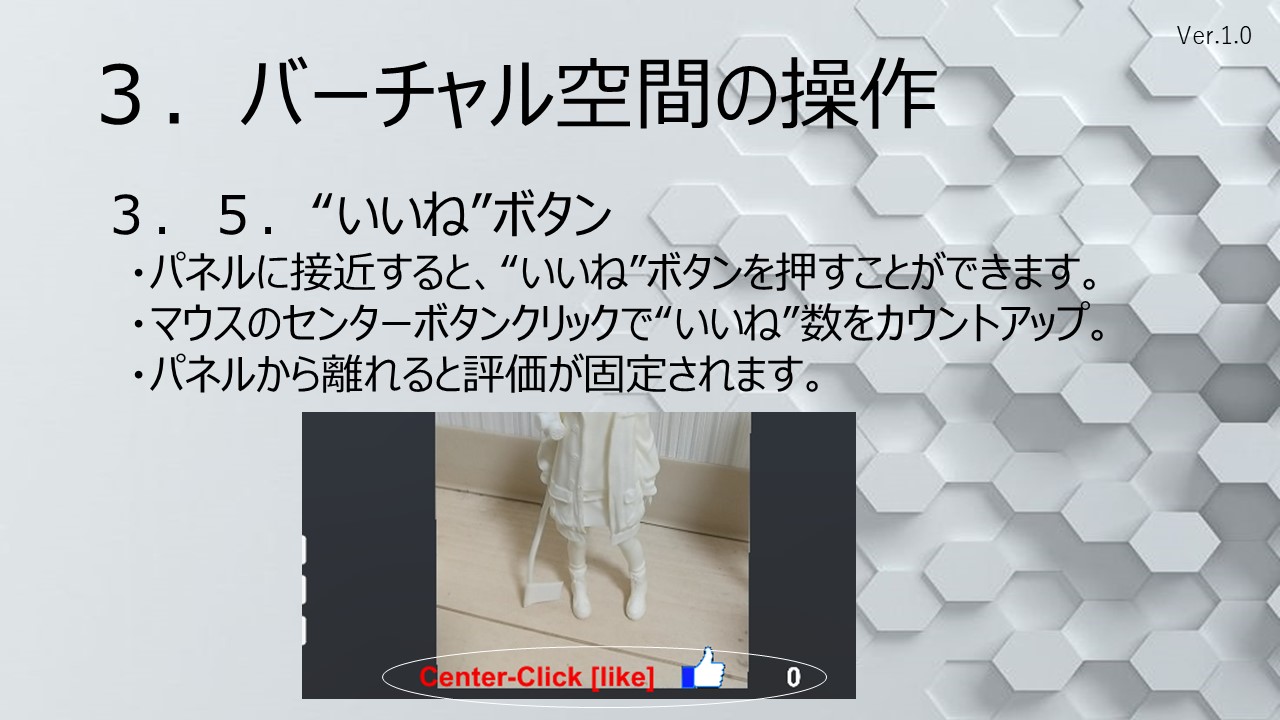 Ver.1.0
３．バーチャル空間の操作
３．５．“いいね”ボタン
・パネルに接近すると、“いいね”ボタンを押すことができます。
・マウスのセンターボタンクリックで“いいね”数をカウントアップ。
・パネルから離れると評価が固定されます。
Center-Click [like] 0